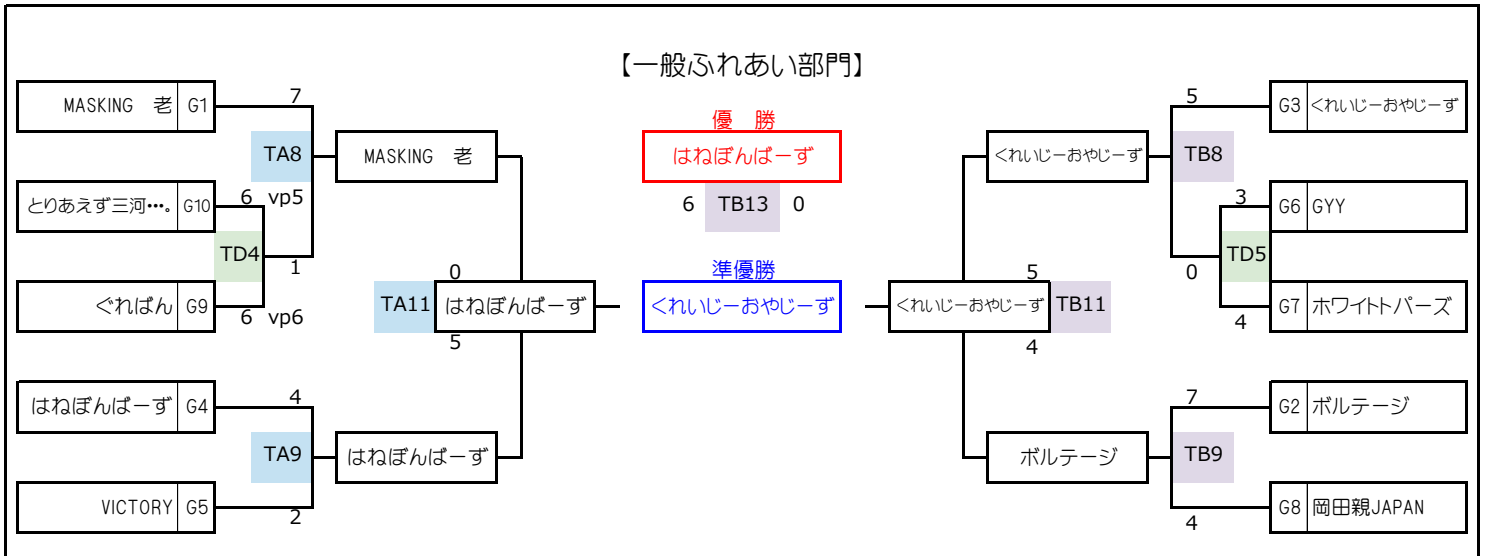 【一般ふれあい部門】
MASKING 老 G1
7
TA8
MASKING 老
とりあえず三河…。 G10
6 vp5
TD4
1
ぐればん G9
6 vp6
0
TA11
はねぽんぱーず
5
はねぽんぱーず G4
4
TA9
はねぽんぱーず
VICTORY G5
2
優 勝
はねぽんぱーず
6 TB13 0
準優勝
くれいじーおやじーず
5
G3 くれいじーおやじーず
くれいじーおやじーず
TB8
3
G6 GYY
TD5
0
4
G7 ホワイトトパーズ
5
くれいじーおやじーず
TB11
4
7
G2 ボルテージ
ボルテージ
TB9
4
G8 岡田親JAPAN